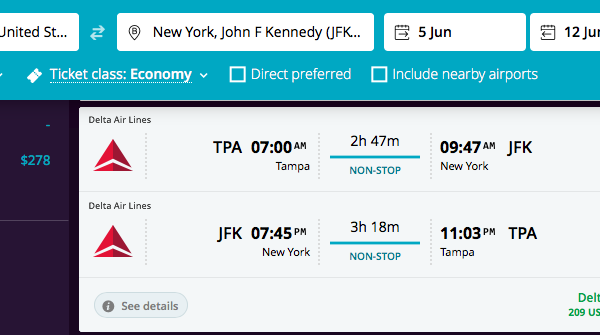 United St...
New York, John F Kennedy (JFK...
5 Jun
12 Jun
Ticket class: Economy
Direct preferred
Include nearby airports
-
$278
Delta Air Lines
TPA 07:00 AM
Tampa
2h 47m
NON-STOP
09:47 AM JFK
New York
Delta Air Lines
JFK 07:45 PM
New York
3h 18m
NON-STOP
11:03 PM TPA
Tampa
See details
Delt
209 US